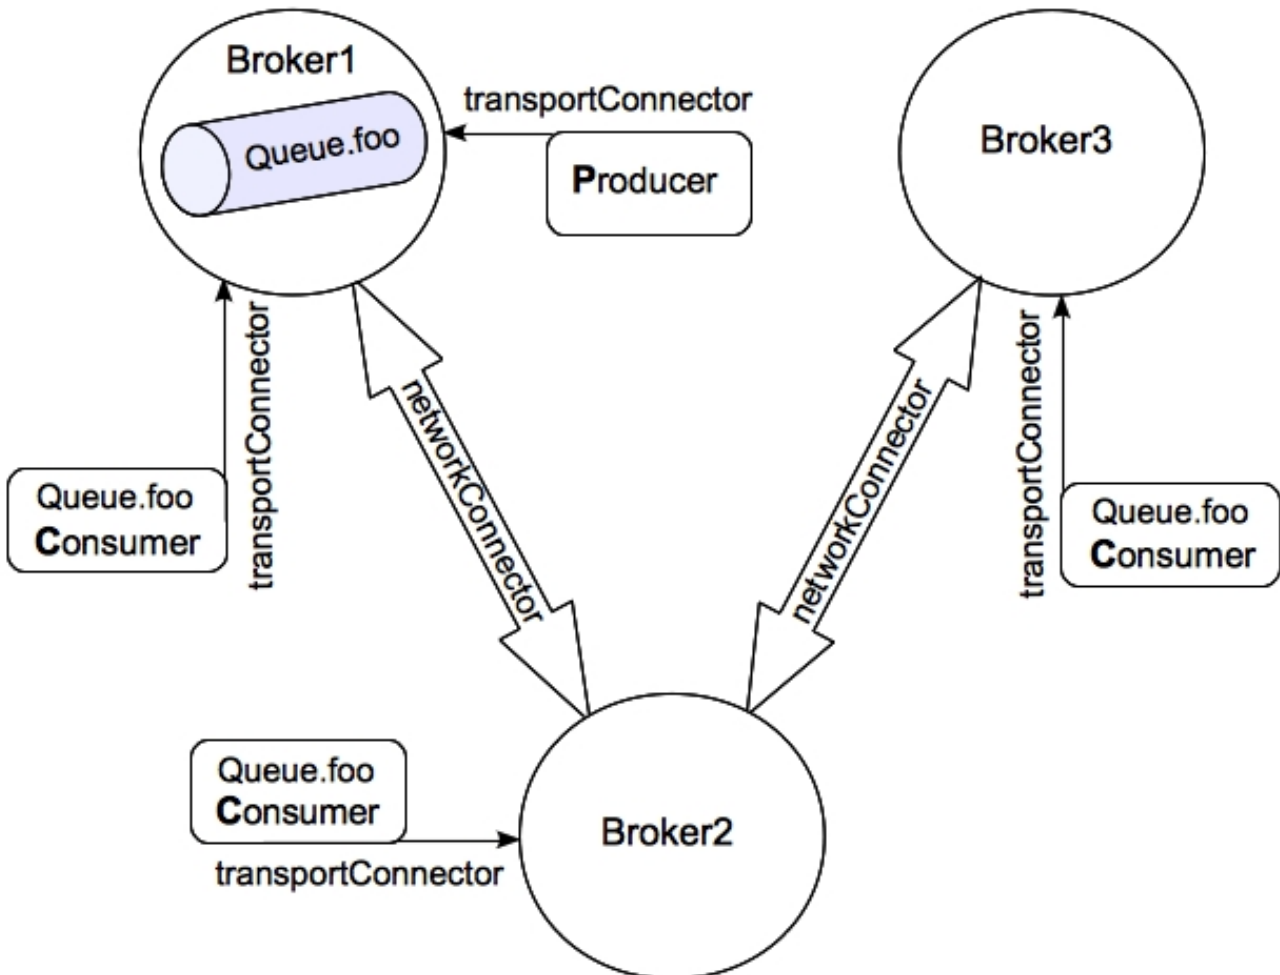 Broker1
Queue.foo
transportConnector
Producer
Broker3
transportConnector
Queue.foo
Consumer
networkConnector
networkConnector
transportConnector
Queue.foo
Consumer
Queue.foo
Consumer
transportConnector
Broker2